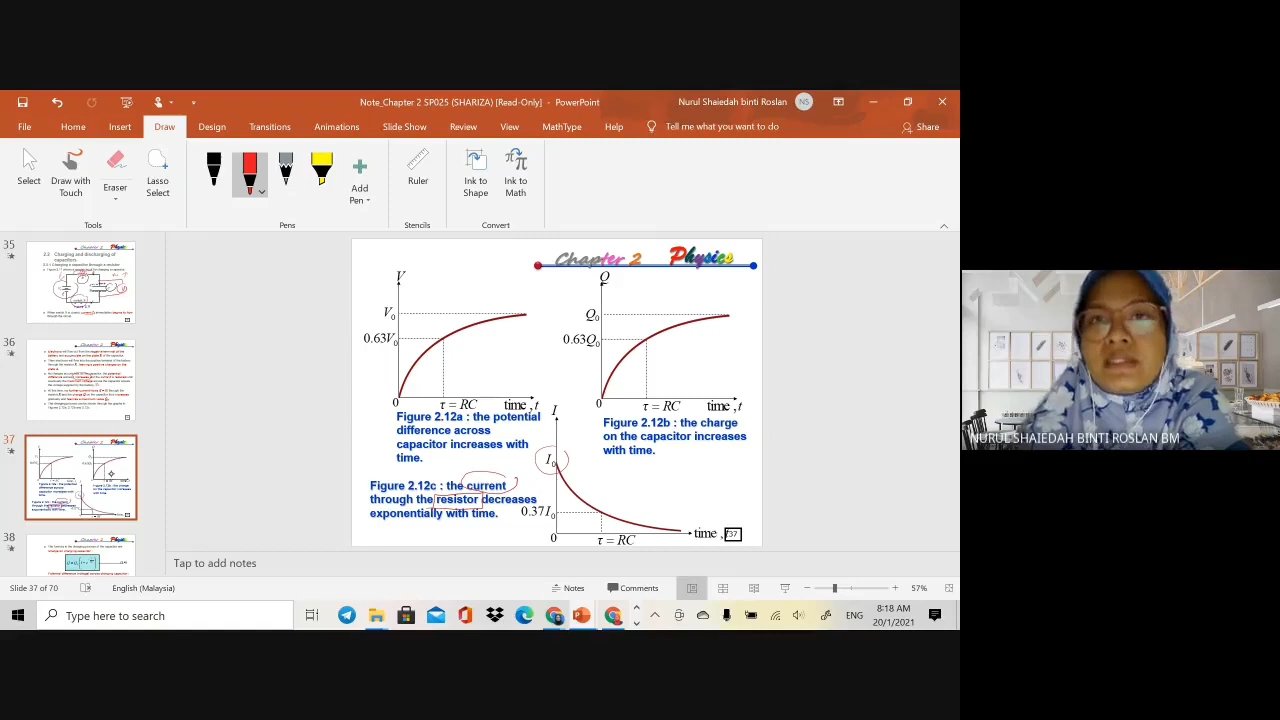 Note_Chapter 2 SP025 (SHARIZA) [Read-Only] - PowerPoint
Nurul Shaiedah binti Roslan
NS
File
Home
Insert
Draw
Design
Transitions
Animations
Slide Show
Review
View
MathType
Help
Tell me what you want to do
Share
Select
Draw with Touch
Eraser
Lasso Select
Add Pen
Ruler
Ink to Shape
Ink to Math
Tools
Pens
Stencils
Convert
35
36
37
38
Chapter 2 Physics
V
V₀
0.63V₀
0
τ = RC
time, t
Figure 2.12a : the potential
difference across
capacitor increases with
time.
Q
Q₀
0.63Q₀
0
τ = RC
time, t
Figure 2.12b : the charge
on the capacitor increases
with time.
Figure 2.12c : the current
through the resistor decreases
exponentially with time.
I
I₀
0.37I₀
0
τ = RC
time, t
37
NURUL SHAIEDAH BINTI ROSLAN BM
Tap to add notes
Slide 37 of 70
English (Malaysia)
Notes
Comments
57%
Type here to search
ENG
8:18 AM
20/1/2021